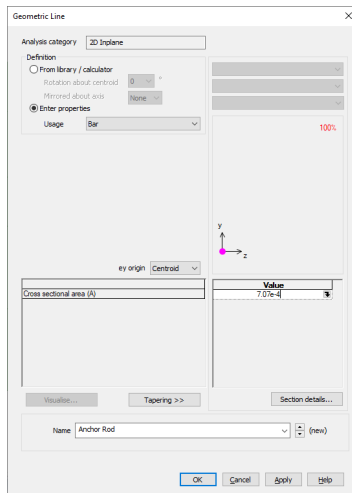 Geometric Line
Analysis category 2D Inplane
Definition
From library / calculator
Rotation about centroid 0 °
Mirrored about axis None
Enter properties
Usage Bar
100%
y
z
ey origin Centroid
Value
Cross sectional area (A) 7.07e-4
Visualise... Tapering >> Section details...
Name Anchor Rod (new)
OK Cancel Apply Help